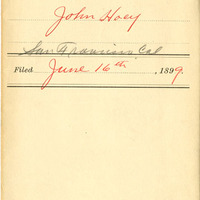 John Hoey
San Francisco, Cal
Filed June 16th, 1899.